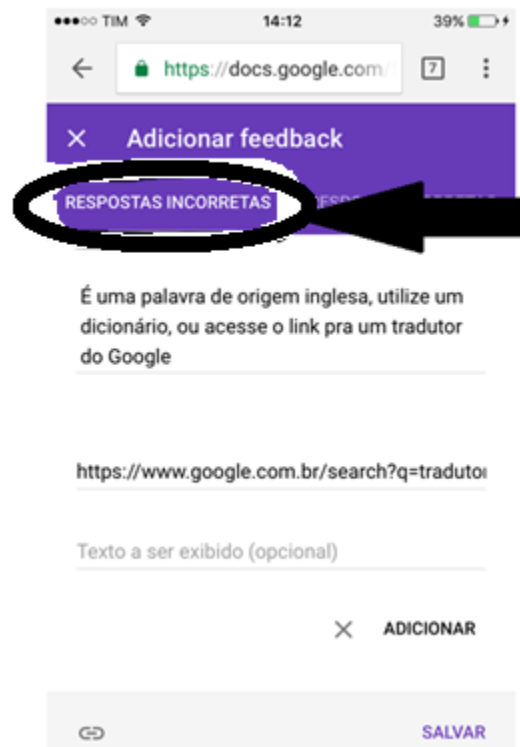 TIM 14:12 39%
https://docs.google.com/ 7
Adicionar feedback
RESPOSTAS INCORRETAS
É uma palavra de origem inglesa, utilize um
dicionário, ou acesse o link pra um tradutor
do Google
https://www.google.com.br/search?q=tradutor
Texto a ser exibido (opcional)
ADICIONAR
SALVAR